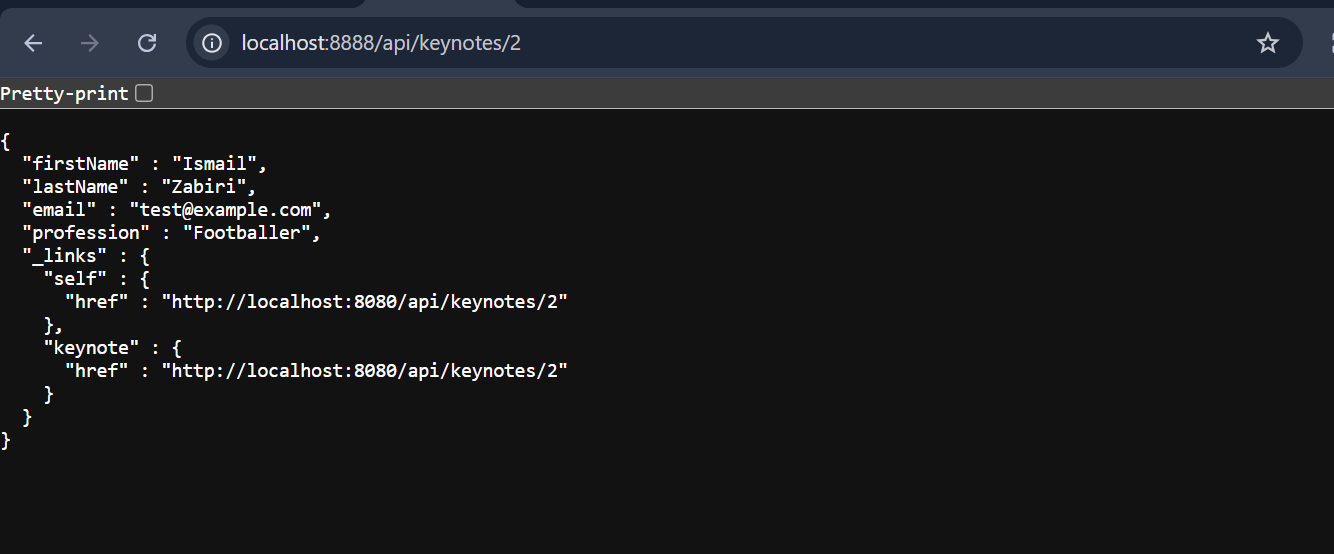 localhost:8888/api/keynotes/2
Pretty-print
{
  "firstName" : "Ismail",
  "lastName" : "Zabiri",
  "email" : "test@example.com",
  "profession" : "Footballer",
  "_links" : {
    "self" : {
      "href" : "http://localhost:8080/api/keynotes/2"
    },
    "keynote" : {
      "href" : "http://localhost:8080/api/keynotes/2"
    }
  }
}